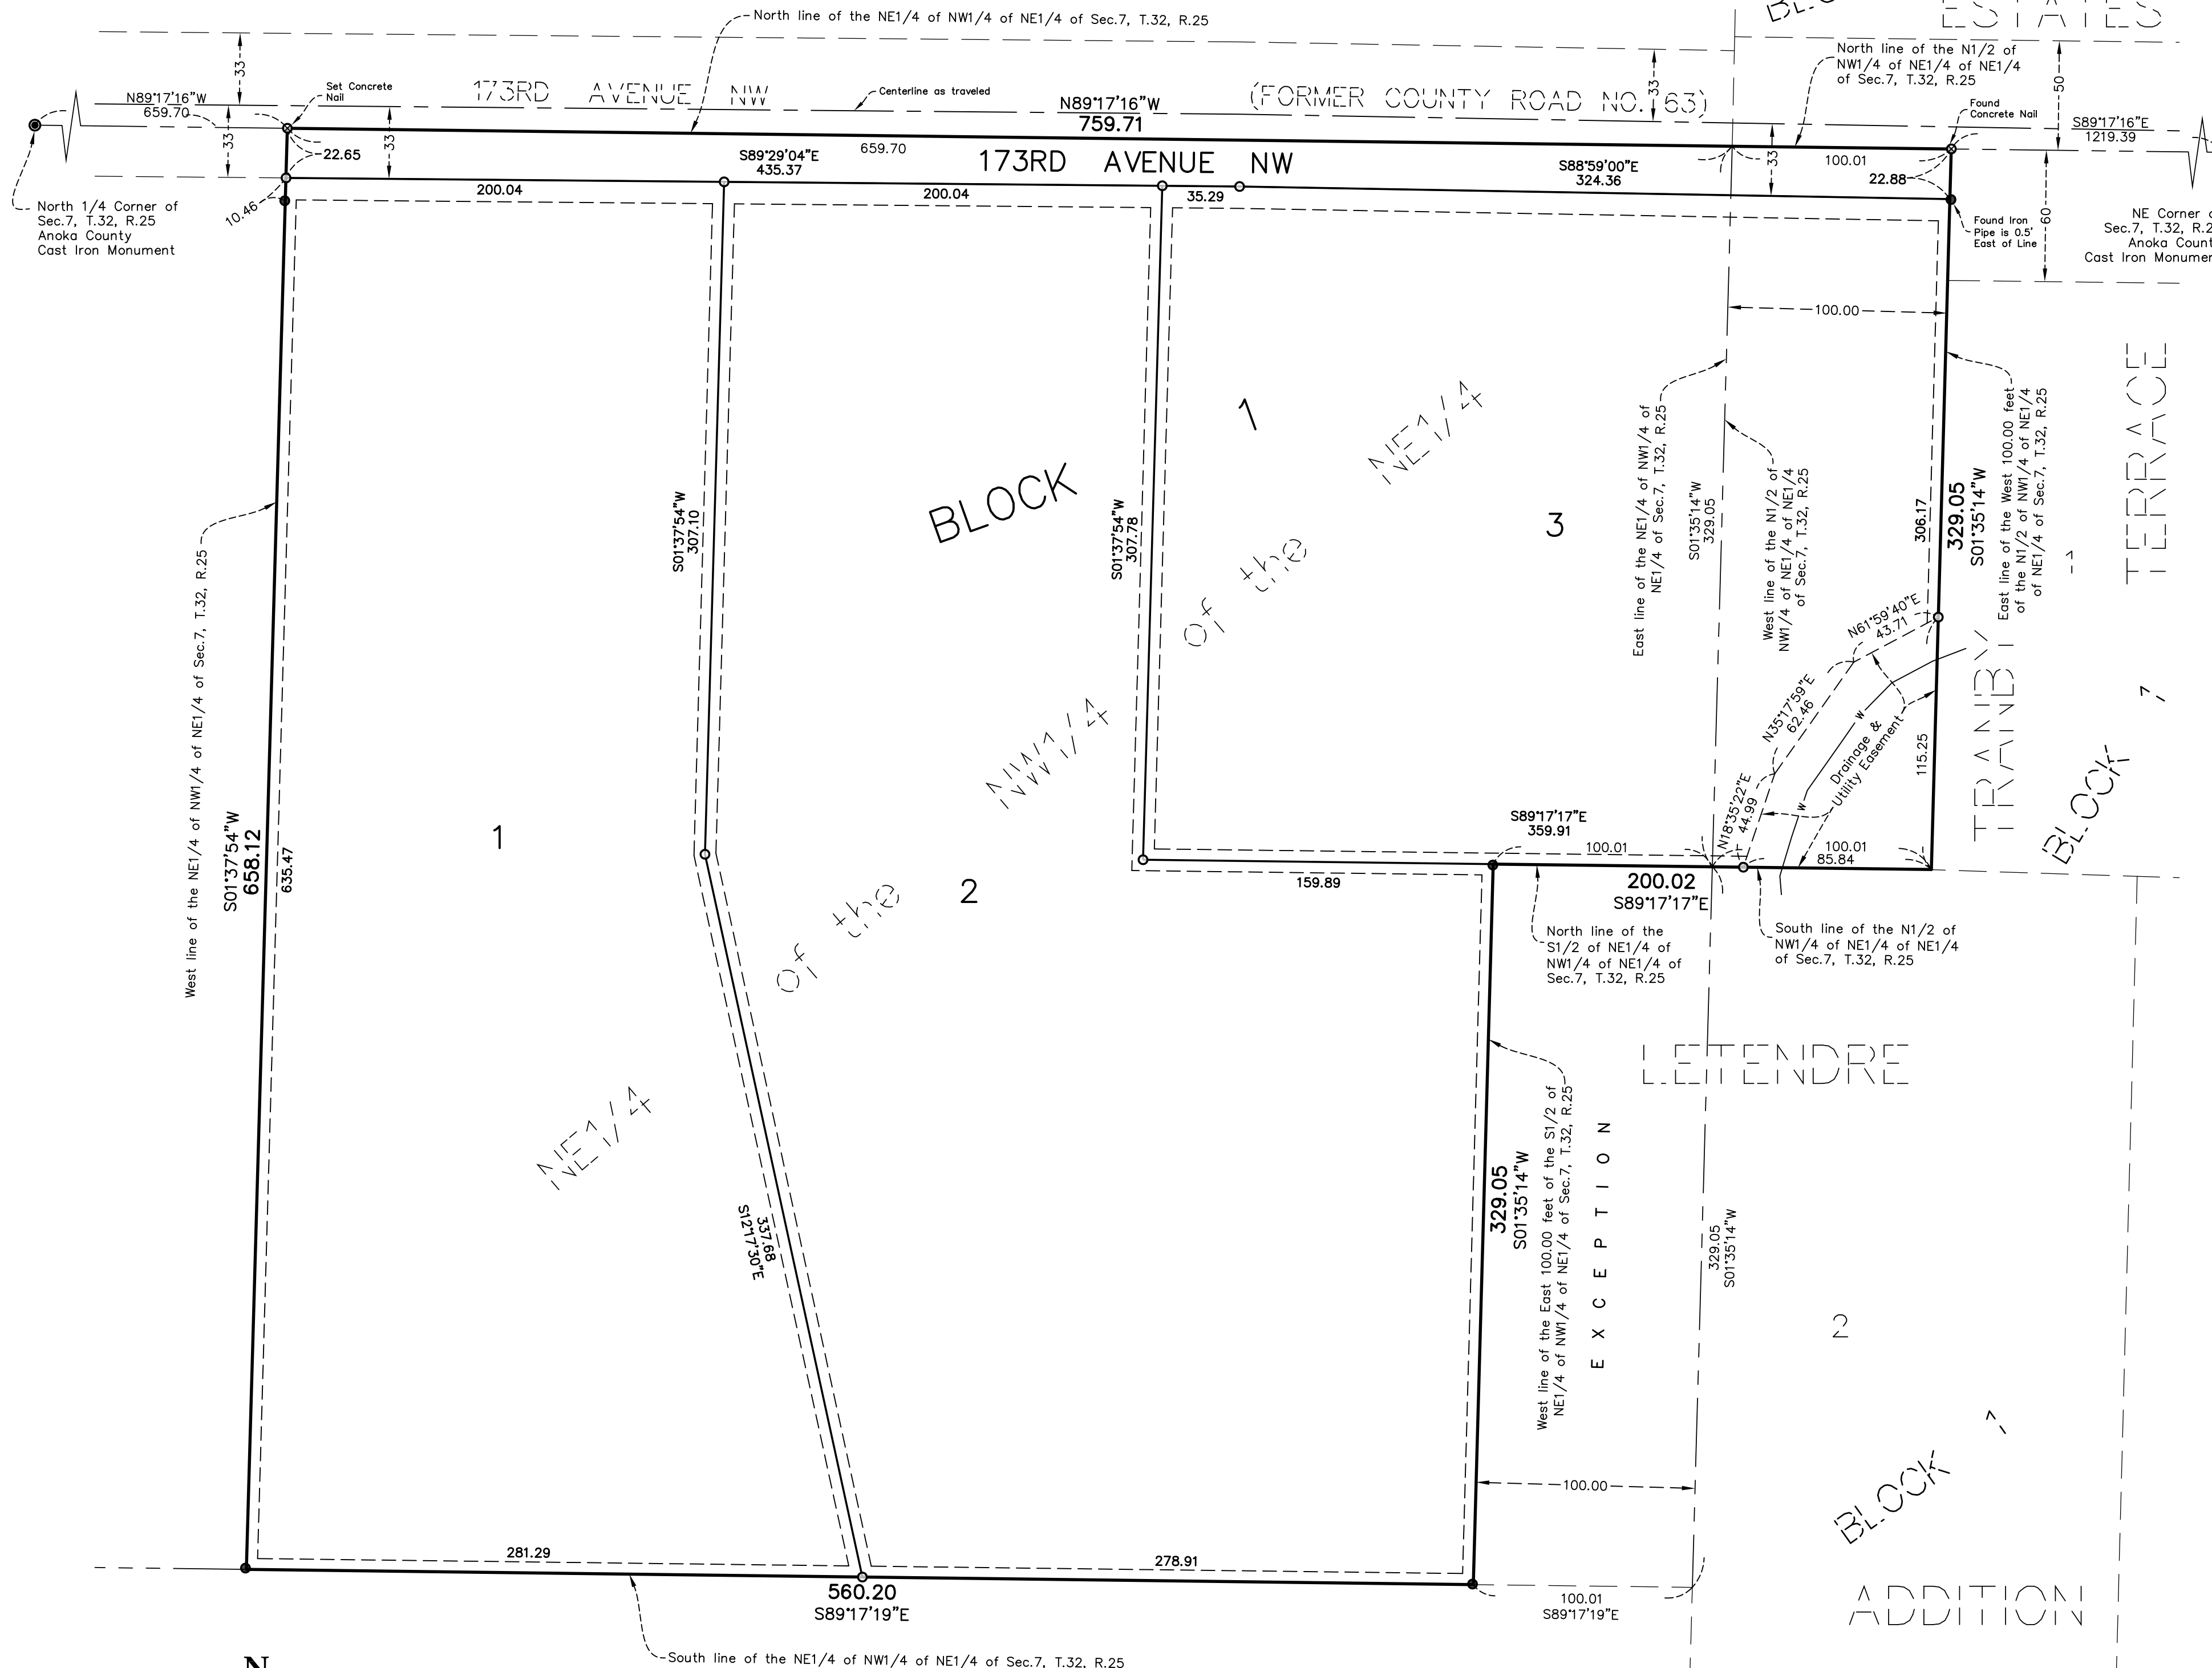 North line of the NE1/4 of NW1/4 of NE1/4 of Sec.7, T.32, R.25
ESTATES
North line of the N1/2 of
NW1/4 of NE1/4 of NE1/4
of Sec.7, T.32, R.25
33
33
50
Set Concrete
Nail
173RD AVENUE NW
Centerline as traveled
(FORMER COUNTY ROAD NO. 63)
N89°17'16"W
659.70
N89°17'16"W
759.71
Found
Concrete Nail
S89°17'16"E
1219.39
33
33
22.65
S89°29'04"E
435.37
659.70
173RD AVENUE NW
S88°59'00"E
324.36
33
100.01
22.88
200.04
200.04
35.29
10.46
North 1/4 Corner of
Sec.7, T.32, R.25
Anoka County
Cast Iron Monument
60
Found Iron
Pipe is 0.5'
East of Line
NE Corner
Sec.7, T.32,
Anoka
Cast Iron
100.00
1
NE1/4
BLOCK
of the
3
S01°37'54"W
307.10
S01°37'54"W
307.78
East line of the NE1/4 of NW1/4 of
NE1/4 of Sec.7, T.32, R.25
S01°35'14"W
329.05
West line of the N1/2 of
NW1/4 of NE1/4 of NE1/4
of Sec.7, T.32, R.25
306.17
329.05
S01°35'14"W
East line of the West 100.00 feet
of the N1/2 of NW1/4 of NE1/4
of NE1/4 of Sec.7, T.32, R.25
1
TRANBY TERRACE
BLOCK 1
N61°59'40"E
43.71
N35°17'59"E
62.46
N18°35'22"E
44.99
W
W
Drainage &
Utility Easement
115.25
West line of the NE1/4 of NW1/4 of NE1/4 of Sec.7, T.32, R.25
S01°37'54"W
658.12
635.47
1
NW1/4
of the
2
S89°17'17"E
359.91
100.01
100.01
85.84
159.89
200.02
S89°17'17"E
North line of the
S1/2 of NE1/4 of
NW1/4 of NE1/4 of
Sec.7, T.32, R.25
South line of the N1/2 of
NW1/4 of NE1/4 of NE1/4
of Sec.7, T.32, R.25
NE1/4
337.68
S12°17'30"E
329.05
S01°35'14"W
West line of the East 100.00 feet of the S1/2 of
NE1/4 of NW1/4 of NE1/4 of Sec.7, T.32, R.25
EXCEPTION
LETENDRE
329.05
S01°35'14"W
2
BLOCK 1
100.00
281.29
278.91
560.20
S89°17'19"E
100.01
S89°17'19"E
ADDITION
South line of the NE1/4 of NW1/4 of NE1/4 of Sec.7, T.32, R.25
N